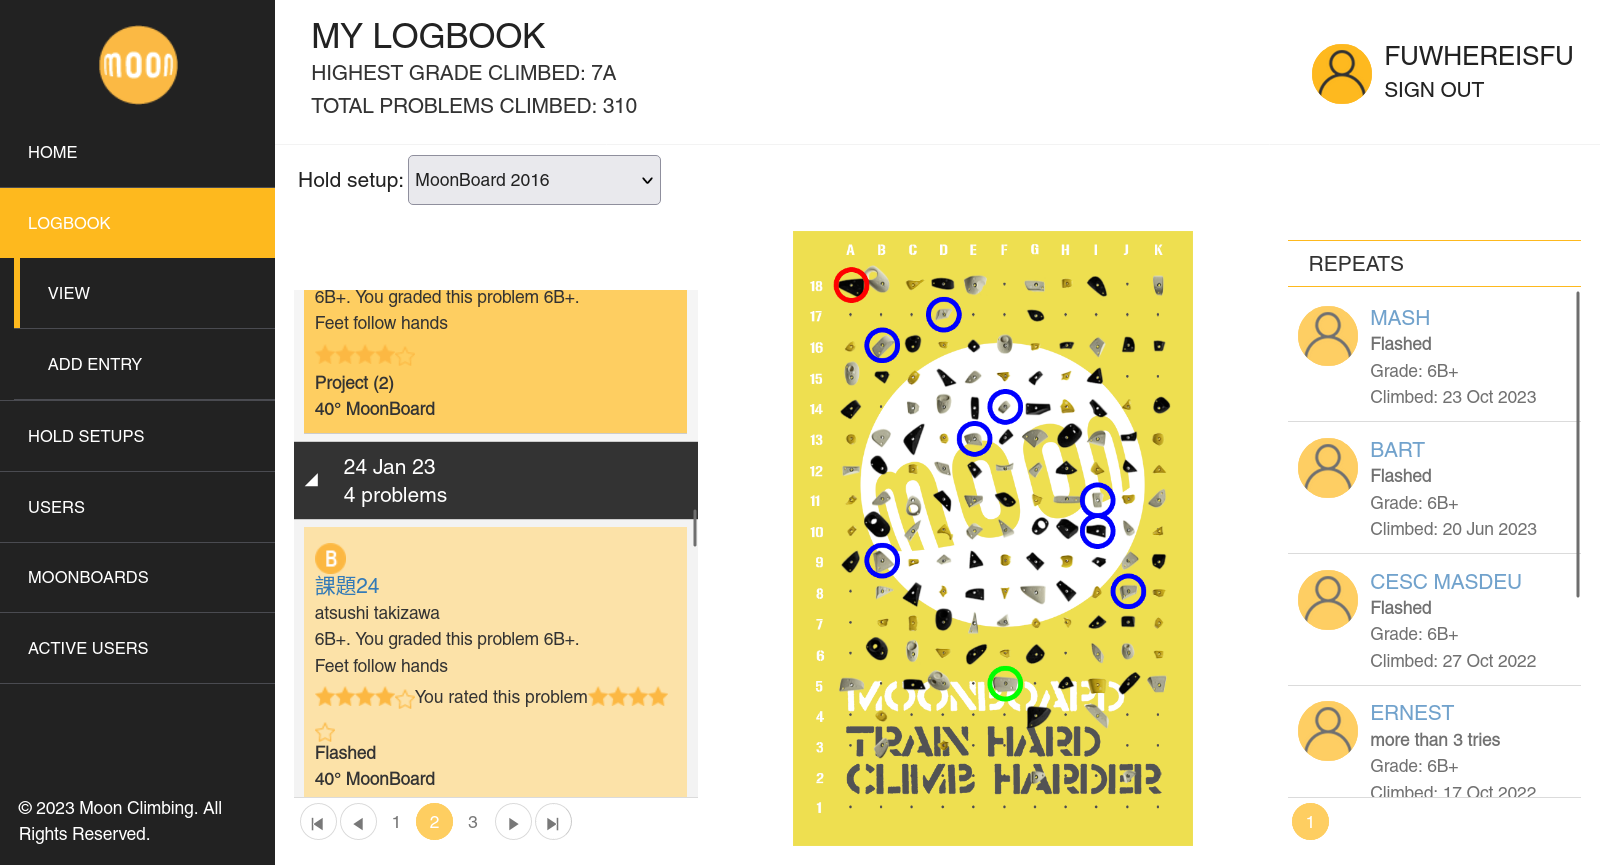 moon
HOME
LOGBOOK
VIEW
ADD ENTRY
HOLD SETUPS
USERS
MOONBOARDS
ACTIVE USERS
© 2023 Moon Climbing. All
Rights Reserved.
MY LOGBOOK
HIGHEST GRADE CLIMBED: 7A
TOTAL PROBLEMS CLIMBED: 310
FUWHEREISFU
SIGN OUT
Hold setup: MoonBoard 2016
6B+. You graded this problem 6B+.
Feet follow hands
Project (2)
40° MoonBoard
24 Jan 23
4 problems
B
課題24
atsushi takizawa
6B+. You graded this problem 6B+.
Feet follow hands
You rated this problem
Flashed
40° MoonBoard
1 2 3
A B C D E F G H I J K
18
17
16
15
14
13
12
11
10
9
8
7
6
5
4
3
2
1
moon
MOONBOARD
TRAIN HARD
CLIMB HARDER
REPEATS
MASH
Flashed
Grade: 6B+
Climbed: 23 Oct 2023
BART
Flashed
Grade: 6B+
Climbed: 20 Jun 2023
CESC MASDEU
Flashed
Grade: 6B+
Climbed: 27 Oct 2022
ERNEST
more than 3 tries
Grade: 6B+
Climbed: 17 Oct 2022
1